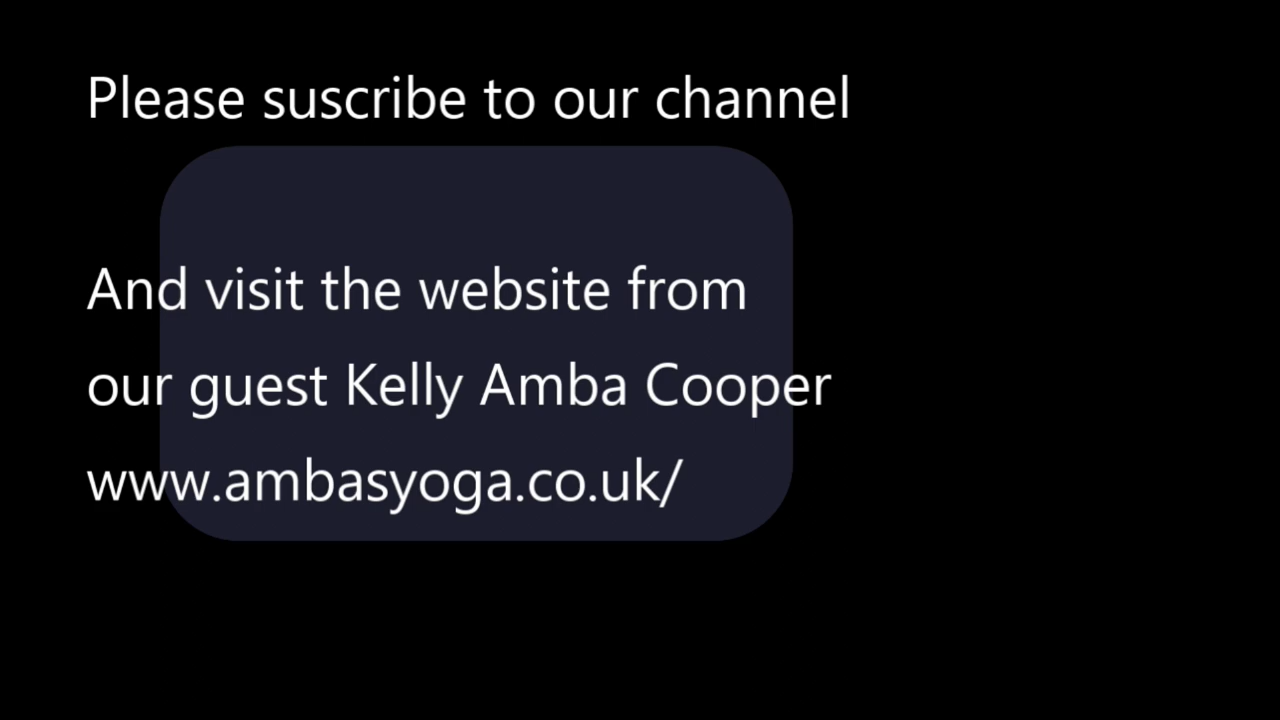 Please suscribe to our channel
And visit the website from
our guest Kelly Amba Cooper
www.ambasyoga.co.uk/